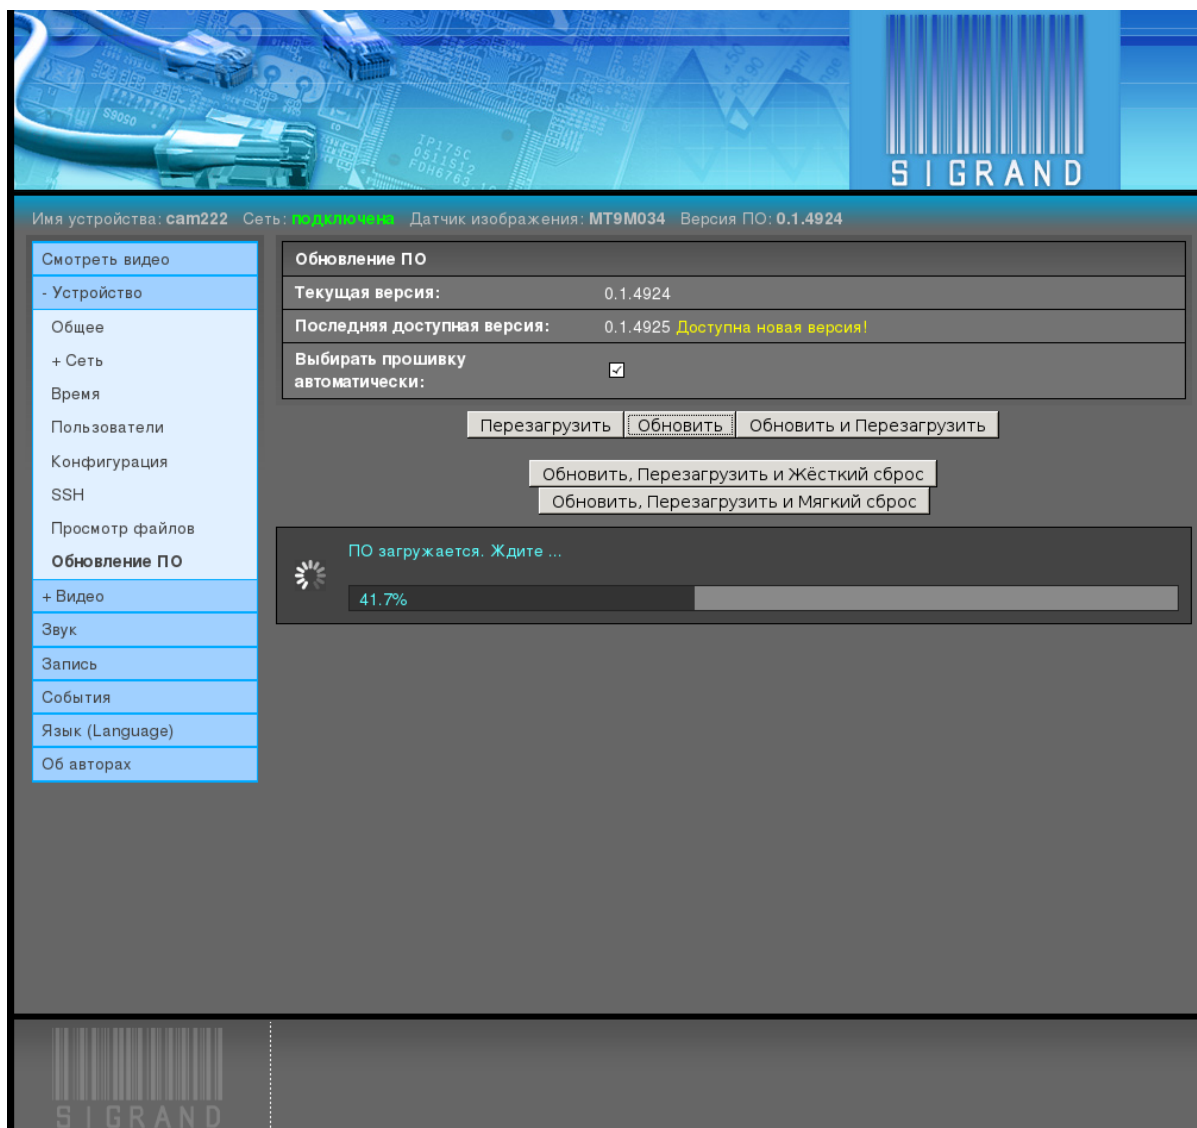 SIGRAND
Имя устройства: cam222 Сеть: подключена Датчик изображения: MT9M034 Версия ПО: 0.1.4924
Смотреть видео
- Устройство
Общее
+ Сеть
Время
Пользователи
Конфигурация
SSH
Просмотр файлов
Обновление ПО
+ Видео
Звук
Запись
События
Язык (Language)
Об авторах
Обновление ПО
Текущая версия: 0.1.4924
Последняя доступная версия: 0.1.4925 Доступна новая версия!
Выбирать прошивку
автоматически:
Перезагрузить Обновить Обновить и Перезагрузить
Обновить, Перезагрузить и Жёсткий сброс
Обновить, Перезагрузить и Мягкий сброс
ПО загружается. Ждите ...
41.7%
SIGRAND